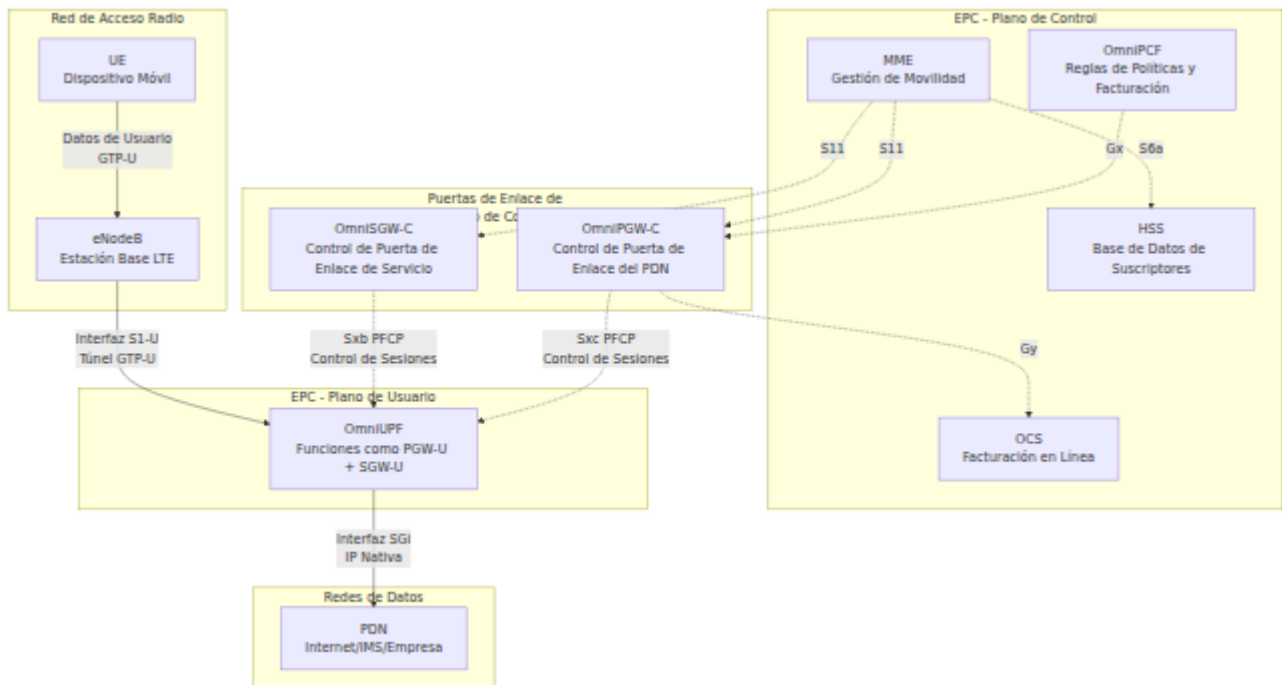 Red de Acceso Radio
UE
Dispositivo Móvil
Datos de Usuario
GTP-U
eNodeB
Estación Base LTE
Interfaz S1-U
Túnel GTP-U
EPC - Plano de Control
MME
Gestión de Movilidad
OmniPCF
Reglas de Políticas y
Facturación
S11
S11
Gx
S6a
HSS
Base de Datos de
Suscriptores
Puertas de Enlace de
OmniSGW-C
Control de Puerta de
Enlace de Servicio
OmniPGW-C
Control de Puerta de
Enlace del PDN
Sxb PFCP
Control de Sesiones
Sxc PFCP
Control de Sesiones
Gy
OCS
Facturación en Línea
EPC - Plano de Usuario
OmniUPF
Funciones como PGW-U
+ SGW-U
Interfaz SGi
IP Nativa
Redes de Datos
PDN
Internet/IMS/Empresa